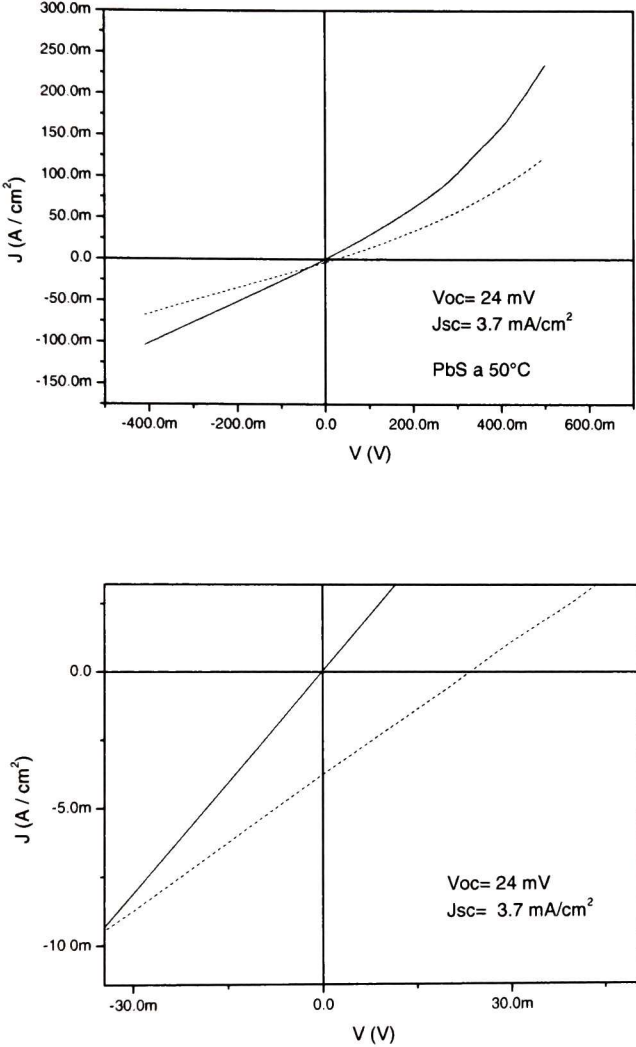 300.0m
250.0m
200.0m
150.0m
100.0m
50.0m
0.0
-50.0m
-100.0m
-150.0m
J (A / cm²)
Voc= 24 mV
Jsc= 3.7 mA/cm²
PbS a 50°C
-400.0m -200.0m 0.0 200.0m 400.0m 600.0m
V (V)
0.0
-5.0m
-10 0m
J (A / cm²)
Voc= 24 mV
Jsc= 3.7 mA/cm²
-30.0m 0.0 30.0m
V (V)